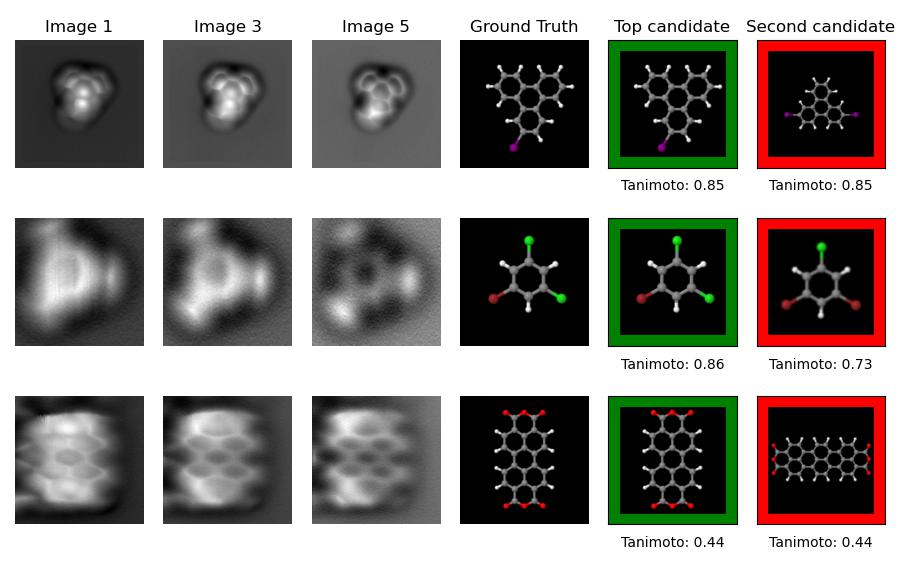 Image 1 Image 3 Image 5 Ground Truth Top candidate Second candidate
Tanimoto: 0.85 Tanimoto: 0.85
Tanimoto: 0.86 Tanimoto: 0.73
Tanimoto: 0.44 Tanimoto: 0.44